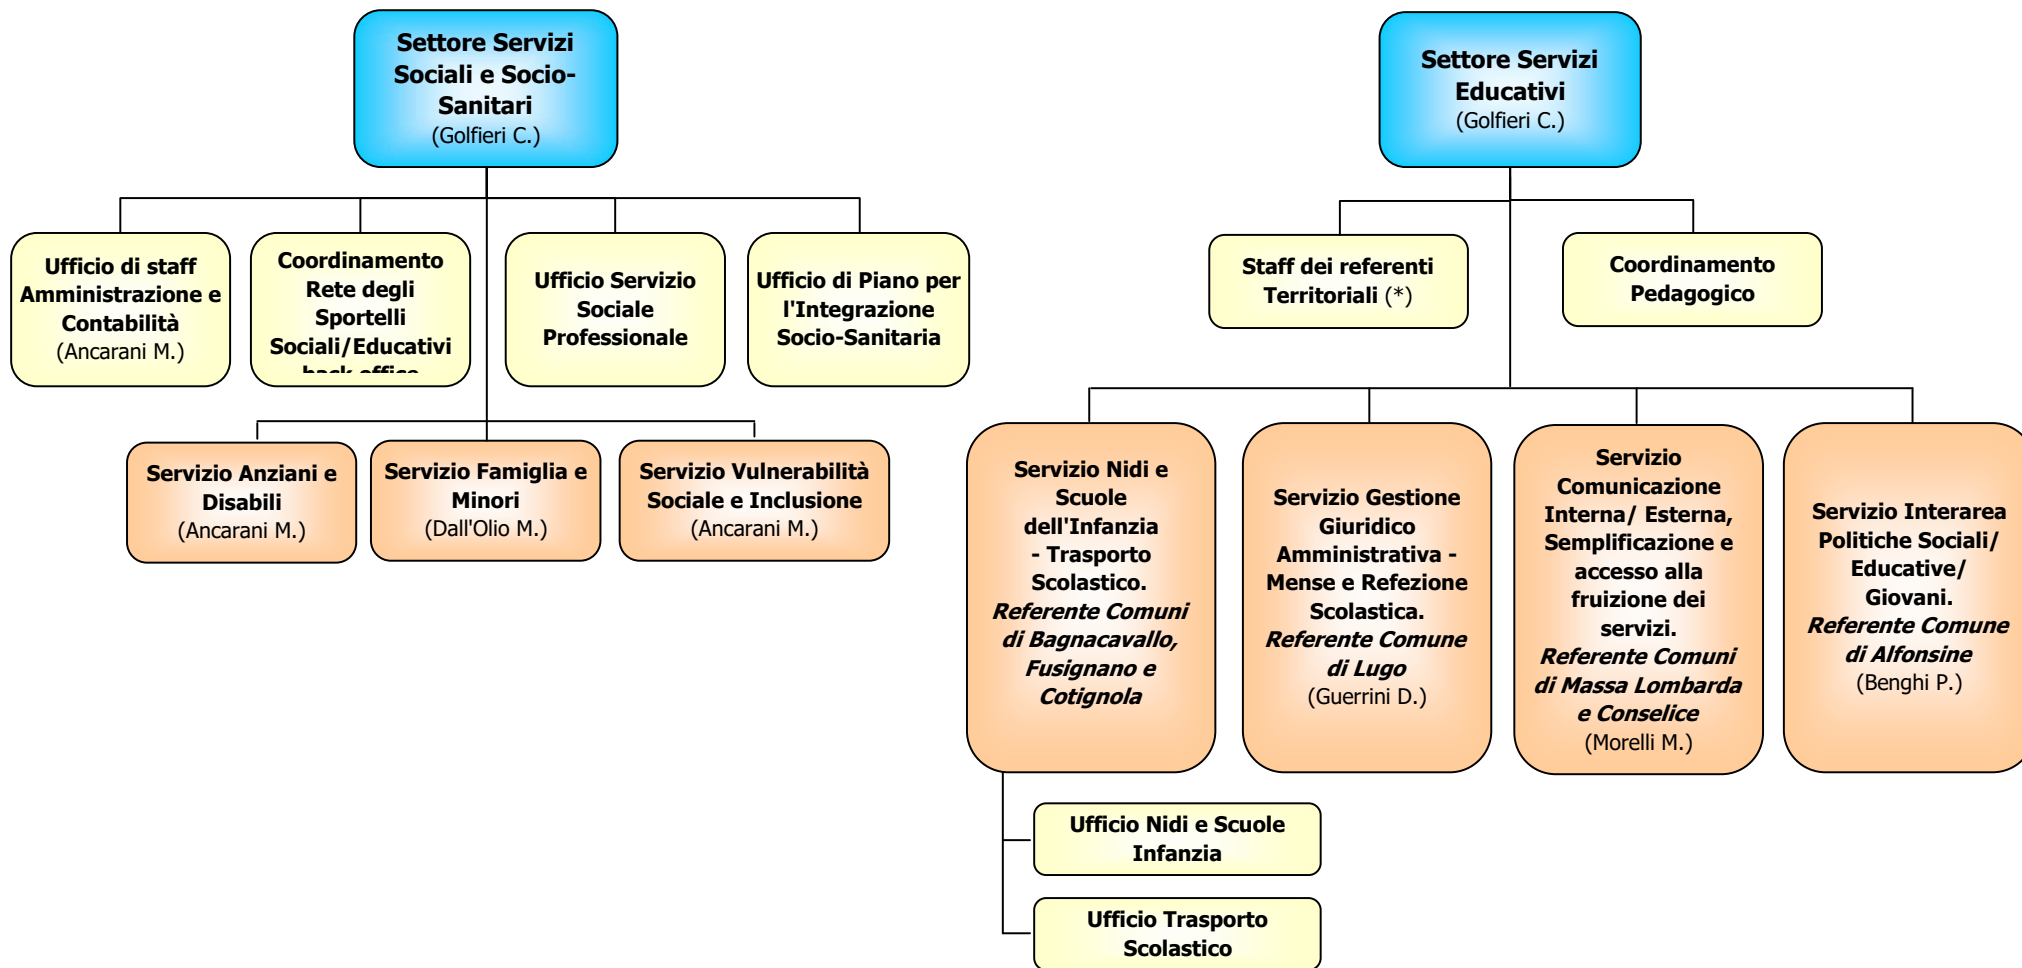 Settore Servizi
Sociali e Socio-
Sanitari
(Golfieri C.)
Settore Servizi
Educativi
(Golfieri C.)
Ufficio di staff
Amministrazione e
Contabilità
(Ancarani M.)
Coordinamento
Rete degli
Sportelli
Sociali/Educativi
back office
Ufficio Servizio
Sociale
Professionale
Ufficio di Piano per
l'Integrazione
Socio-Sanitaria
Staff dei referenti
Territoriali (*)
Coordinamento
Pedagogico
Servizio Anziani e
Disabili
(Ancarani M.)
Servizio Famiglia e
Minori
(Dall'Olio M.)
Servizio Vulnerabilità
Sociale e Inclusione
(Ancarani M.)
Servizio Nidi e
Scuole
dell'Infanzia
- Trasporto
Scolastico.
Referente Comuni
di Bagnacavallo,
Fusignano e
Cotignola
Servizio Gestione
Giuridico
Amministrativa -
Mense e Refezione
Scolastica.
Referente Comune
di Lugo
(Guerrini D.)
Servizio
Comunicazione
Interna/ Esterna,
Semplificazione e
accesso alla
fruizione dei
servizi.
Referente Comuni
di Massa Lombarda
e Conselice
(Morelli M.)
Servizio Interarea
Politiche Sociali/
Educative/
Giovani.
Referente Comune
di Alfonsine
(Benghi P.)
Ufficio Nidi e Scuole
Infanzia
Ufficio Trasporto
Scolastico